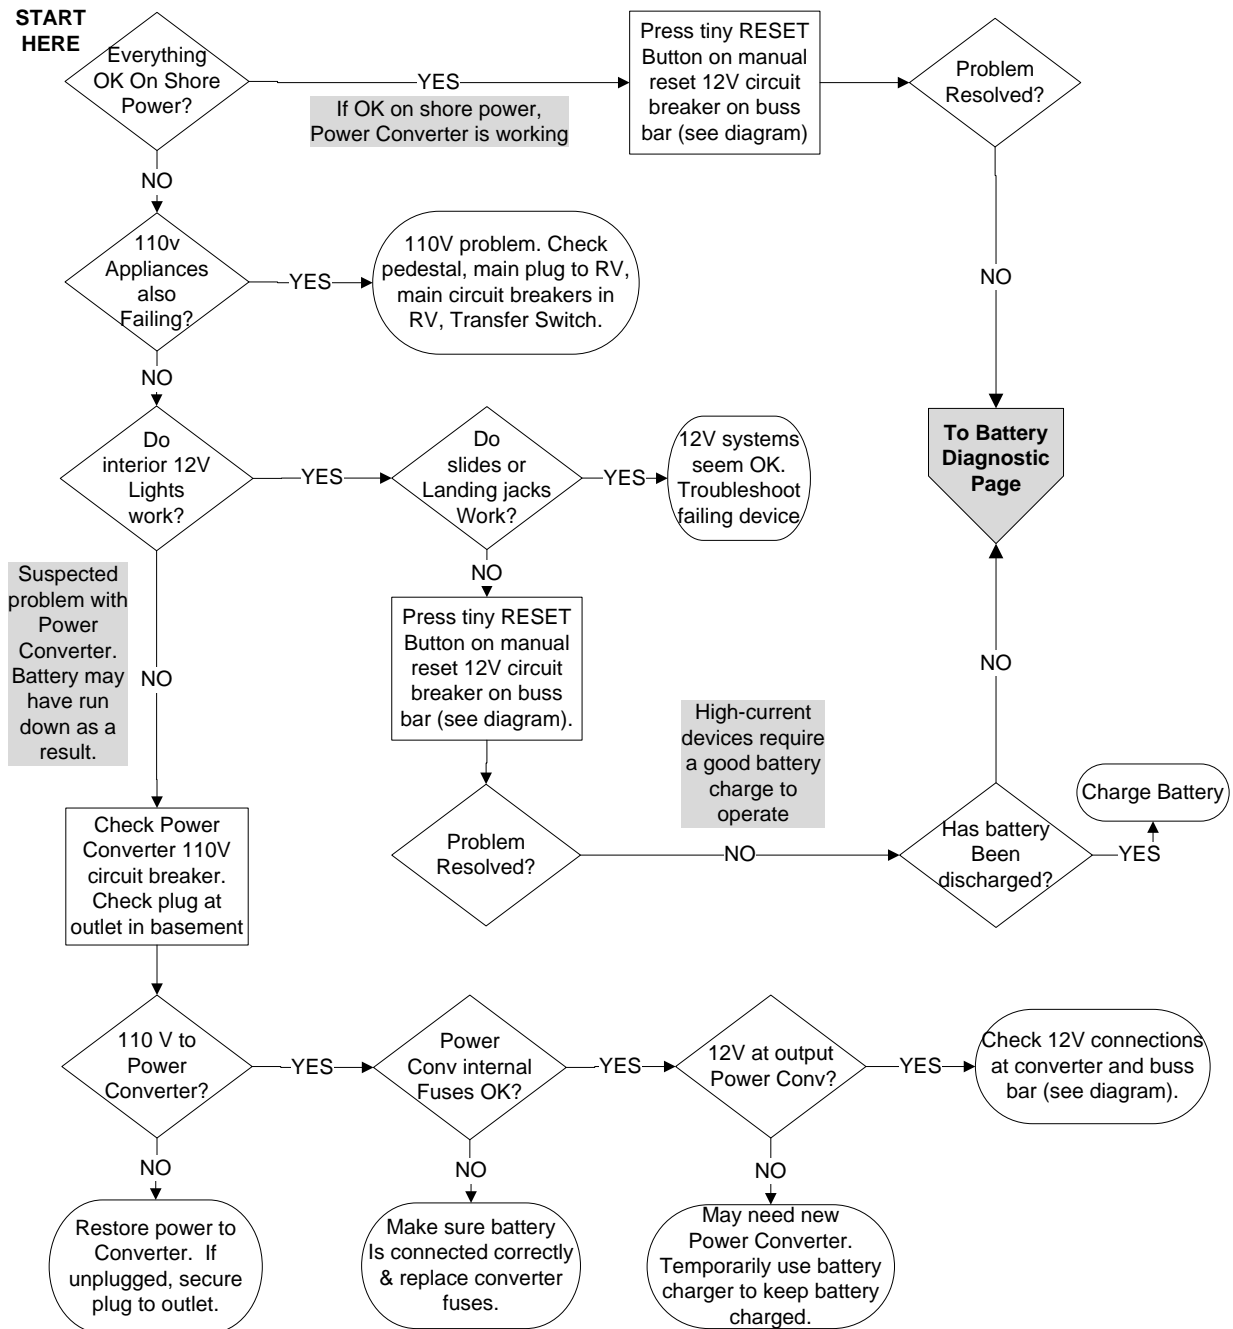 START
HERE
Everything
OK On Shore
Power?
YES
If OK on shore power,
Power Converter is working
Press tiny RESET
Button on manual
reset 12V circuit
breaker on buss
bar (see diagram)
Problem
Resolved?
NO
NO
110v
Appliances
also
Failing?
YES
110V problem. Check
pedestal, main plug to RV,
main circuit breakers in
RV, Transfer Switch.
NO
Do
interior 12V
Lights
work?
YES
Do
slides or
Landing jacks
Work?
YES
12V systems
seem OK.
Troubleshoot
failing device
To Battery
Diagnostic
Page
NO
Suspected
problem with
Power
Converter.
Battery may
have run
down as a
result.
NO
Press tiny RESET
Button on manual
reset 12V circuit
breaker on buss
bar (see diagram).
High-current
devices require
a good battery
charge to
operate
NO
Charge Battery
Check Power
Converter 110V
circuit breaker.
Check plug at
outlet in basement
Problem
Resolved?
NO
Has battery
Been
discharged?
YES
110 V to
Power
Converter?
YES
Power
Conv internal
Fuses OK?
YES
12V at output
Power Conv?
YES
Check 12V connections
at converter and buss
bar (see diagram).
NO
NO
NO
Restore power to
Converter.  If
unplugged, secure
plug to outlet.
Make sure battery
Is connected correctly
& replace converter
fuses.
May need new
Power Converter.
Temporarily use battery
charger to keep battery
charged.